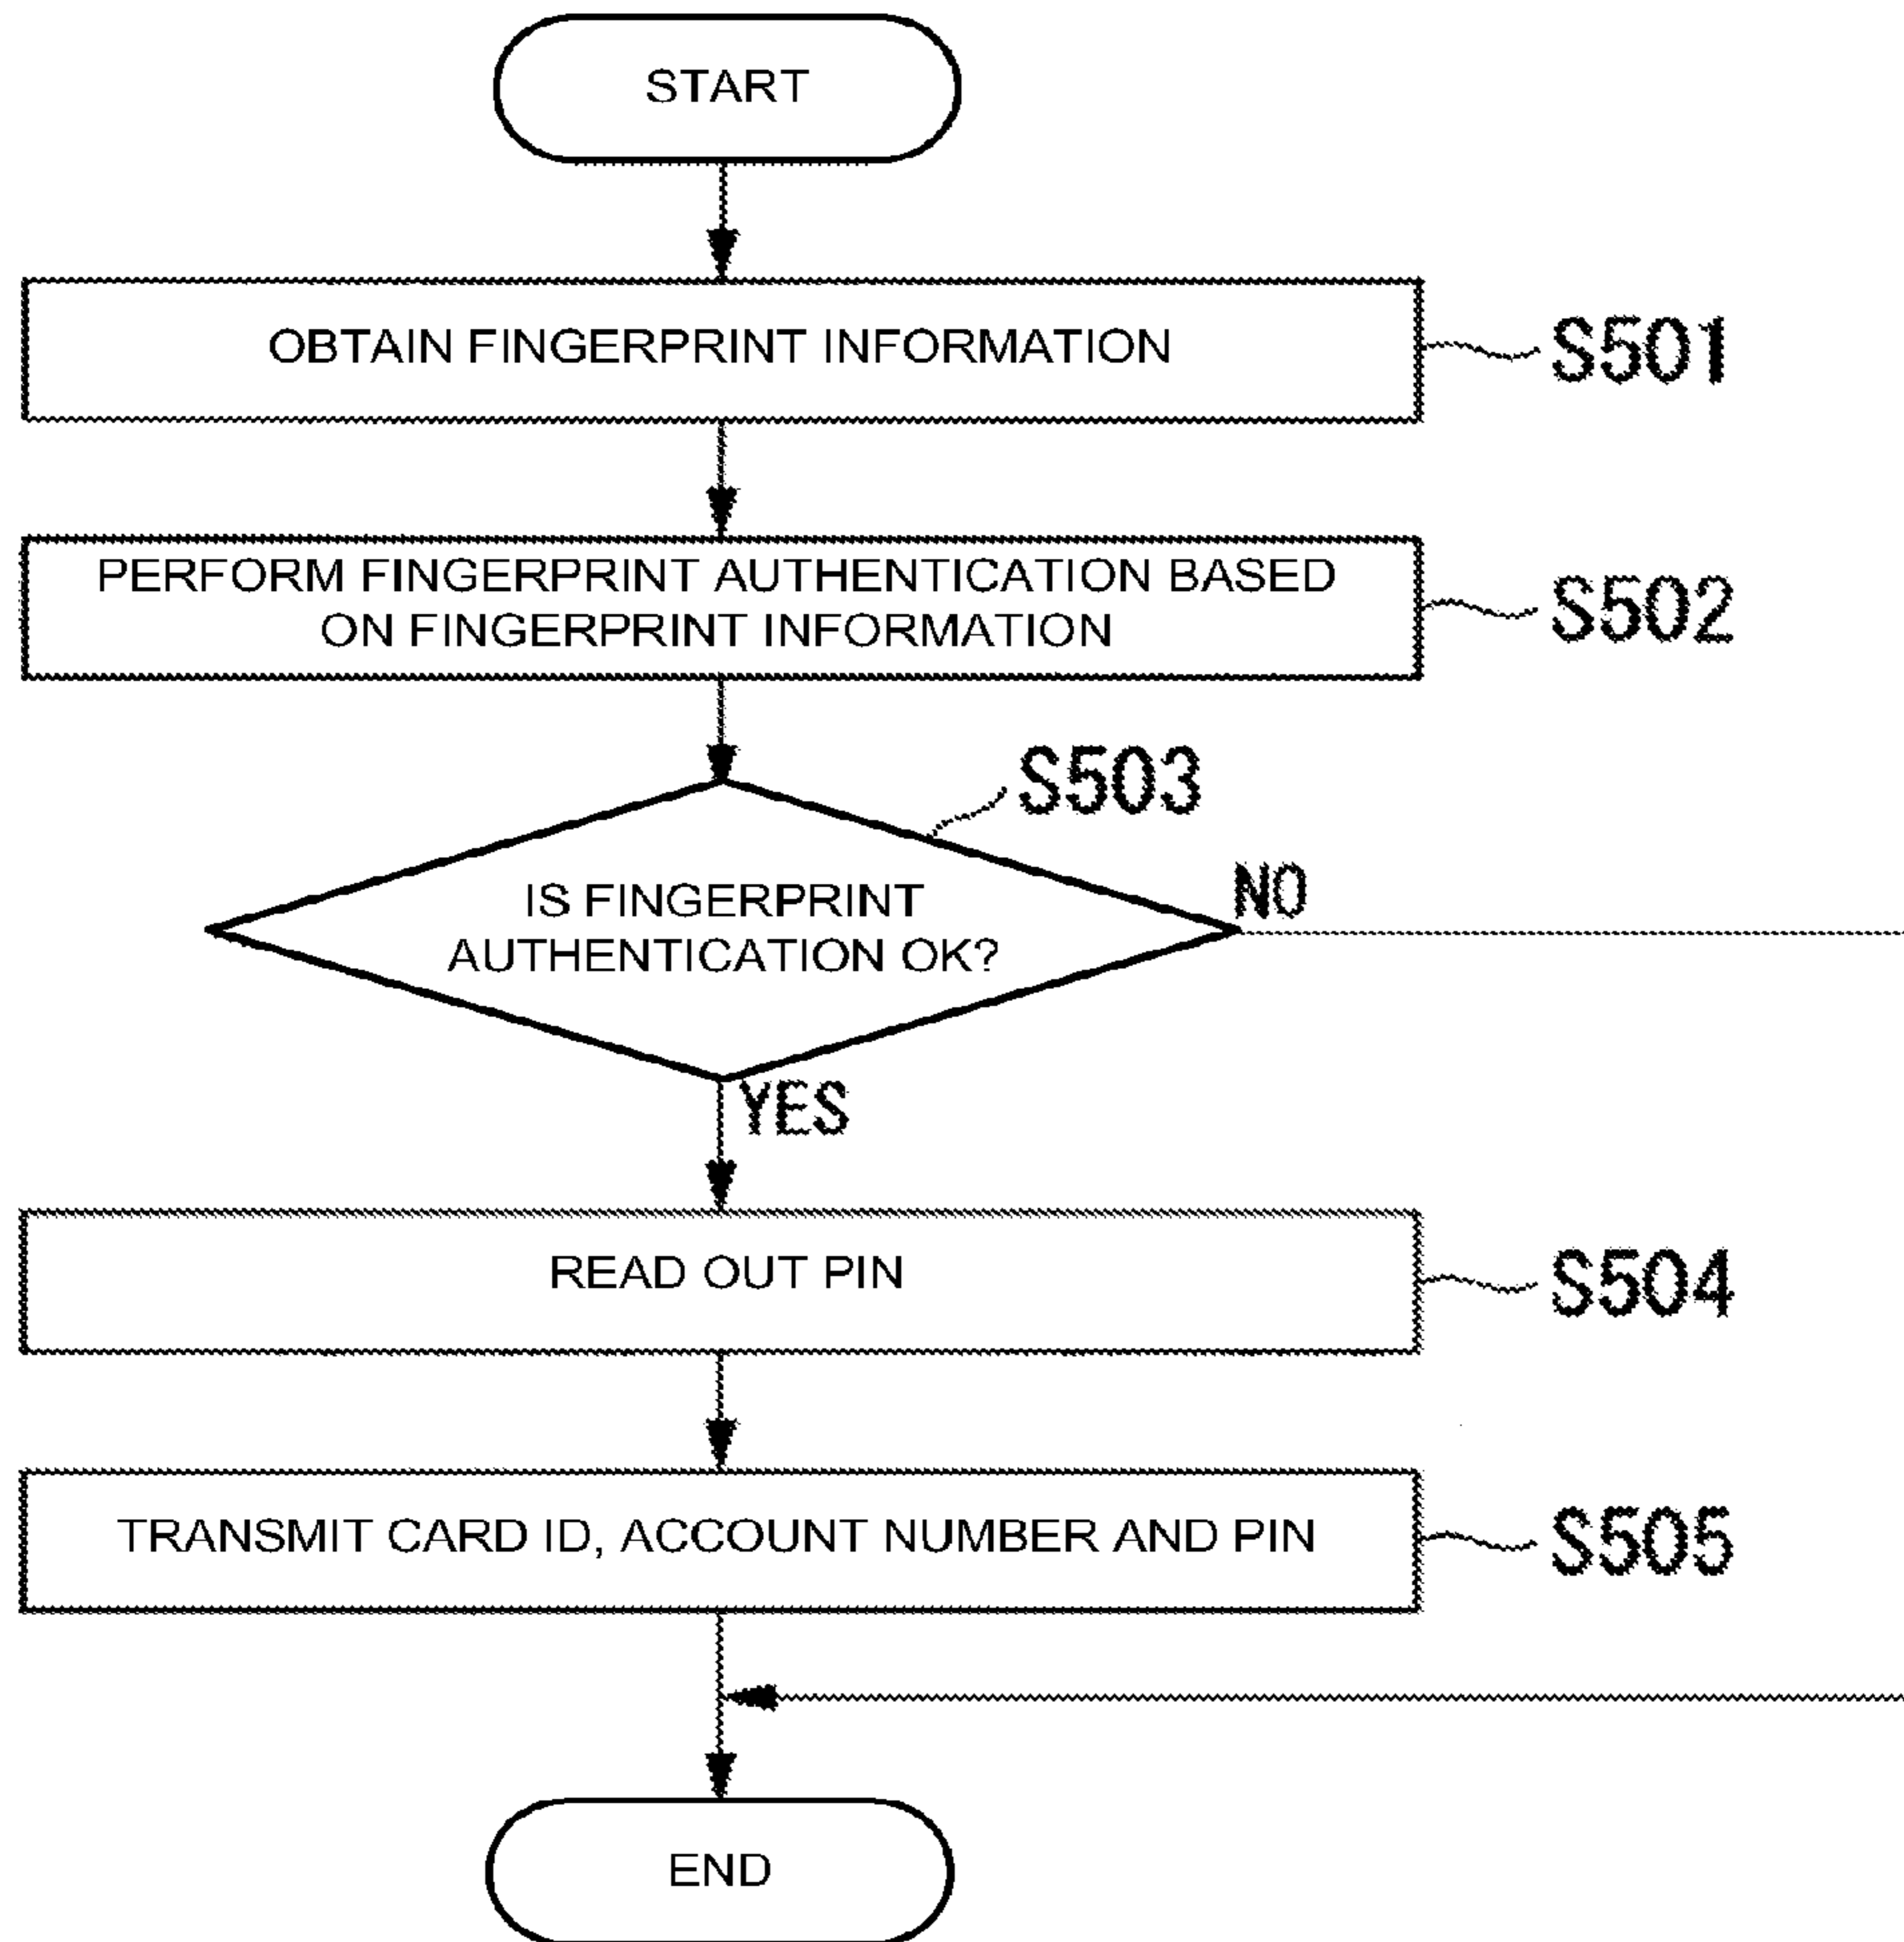 START
OBTAIN FINGERPRINT INFORMATION
S501
PERFORM FINGERPRINT AUTHENTICATION BASED
ON FINGERPRINT INFORMATION
S502
S503
IS FINGERPRINT
AUTHENTICATION OK?
NO
YES
READ OUT PIN
S504
TRANSMIT CARD ID, ACCOUNT NUMBER AND PIN
S505
END